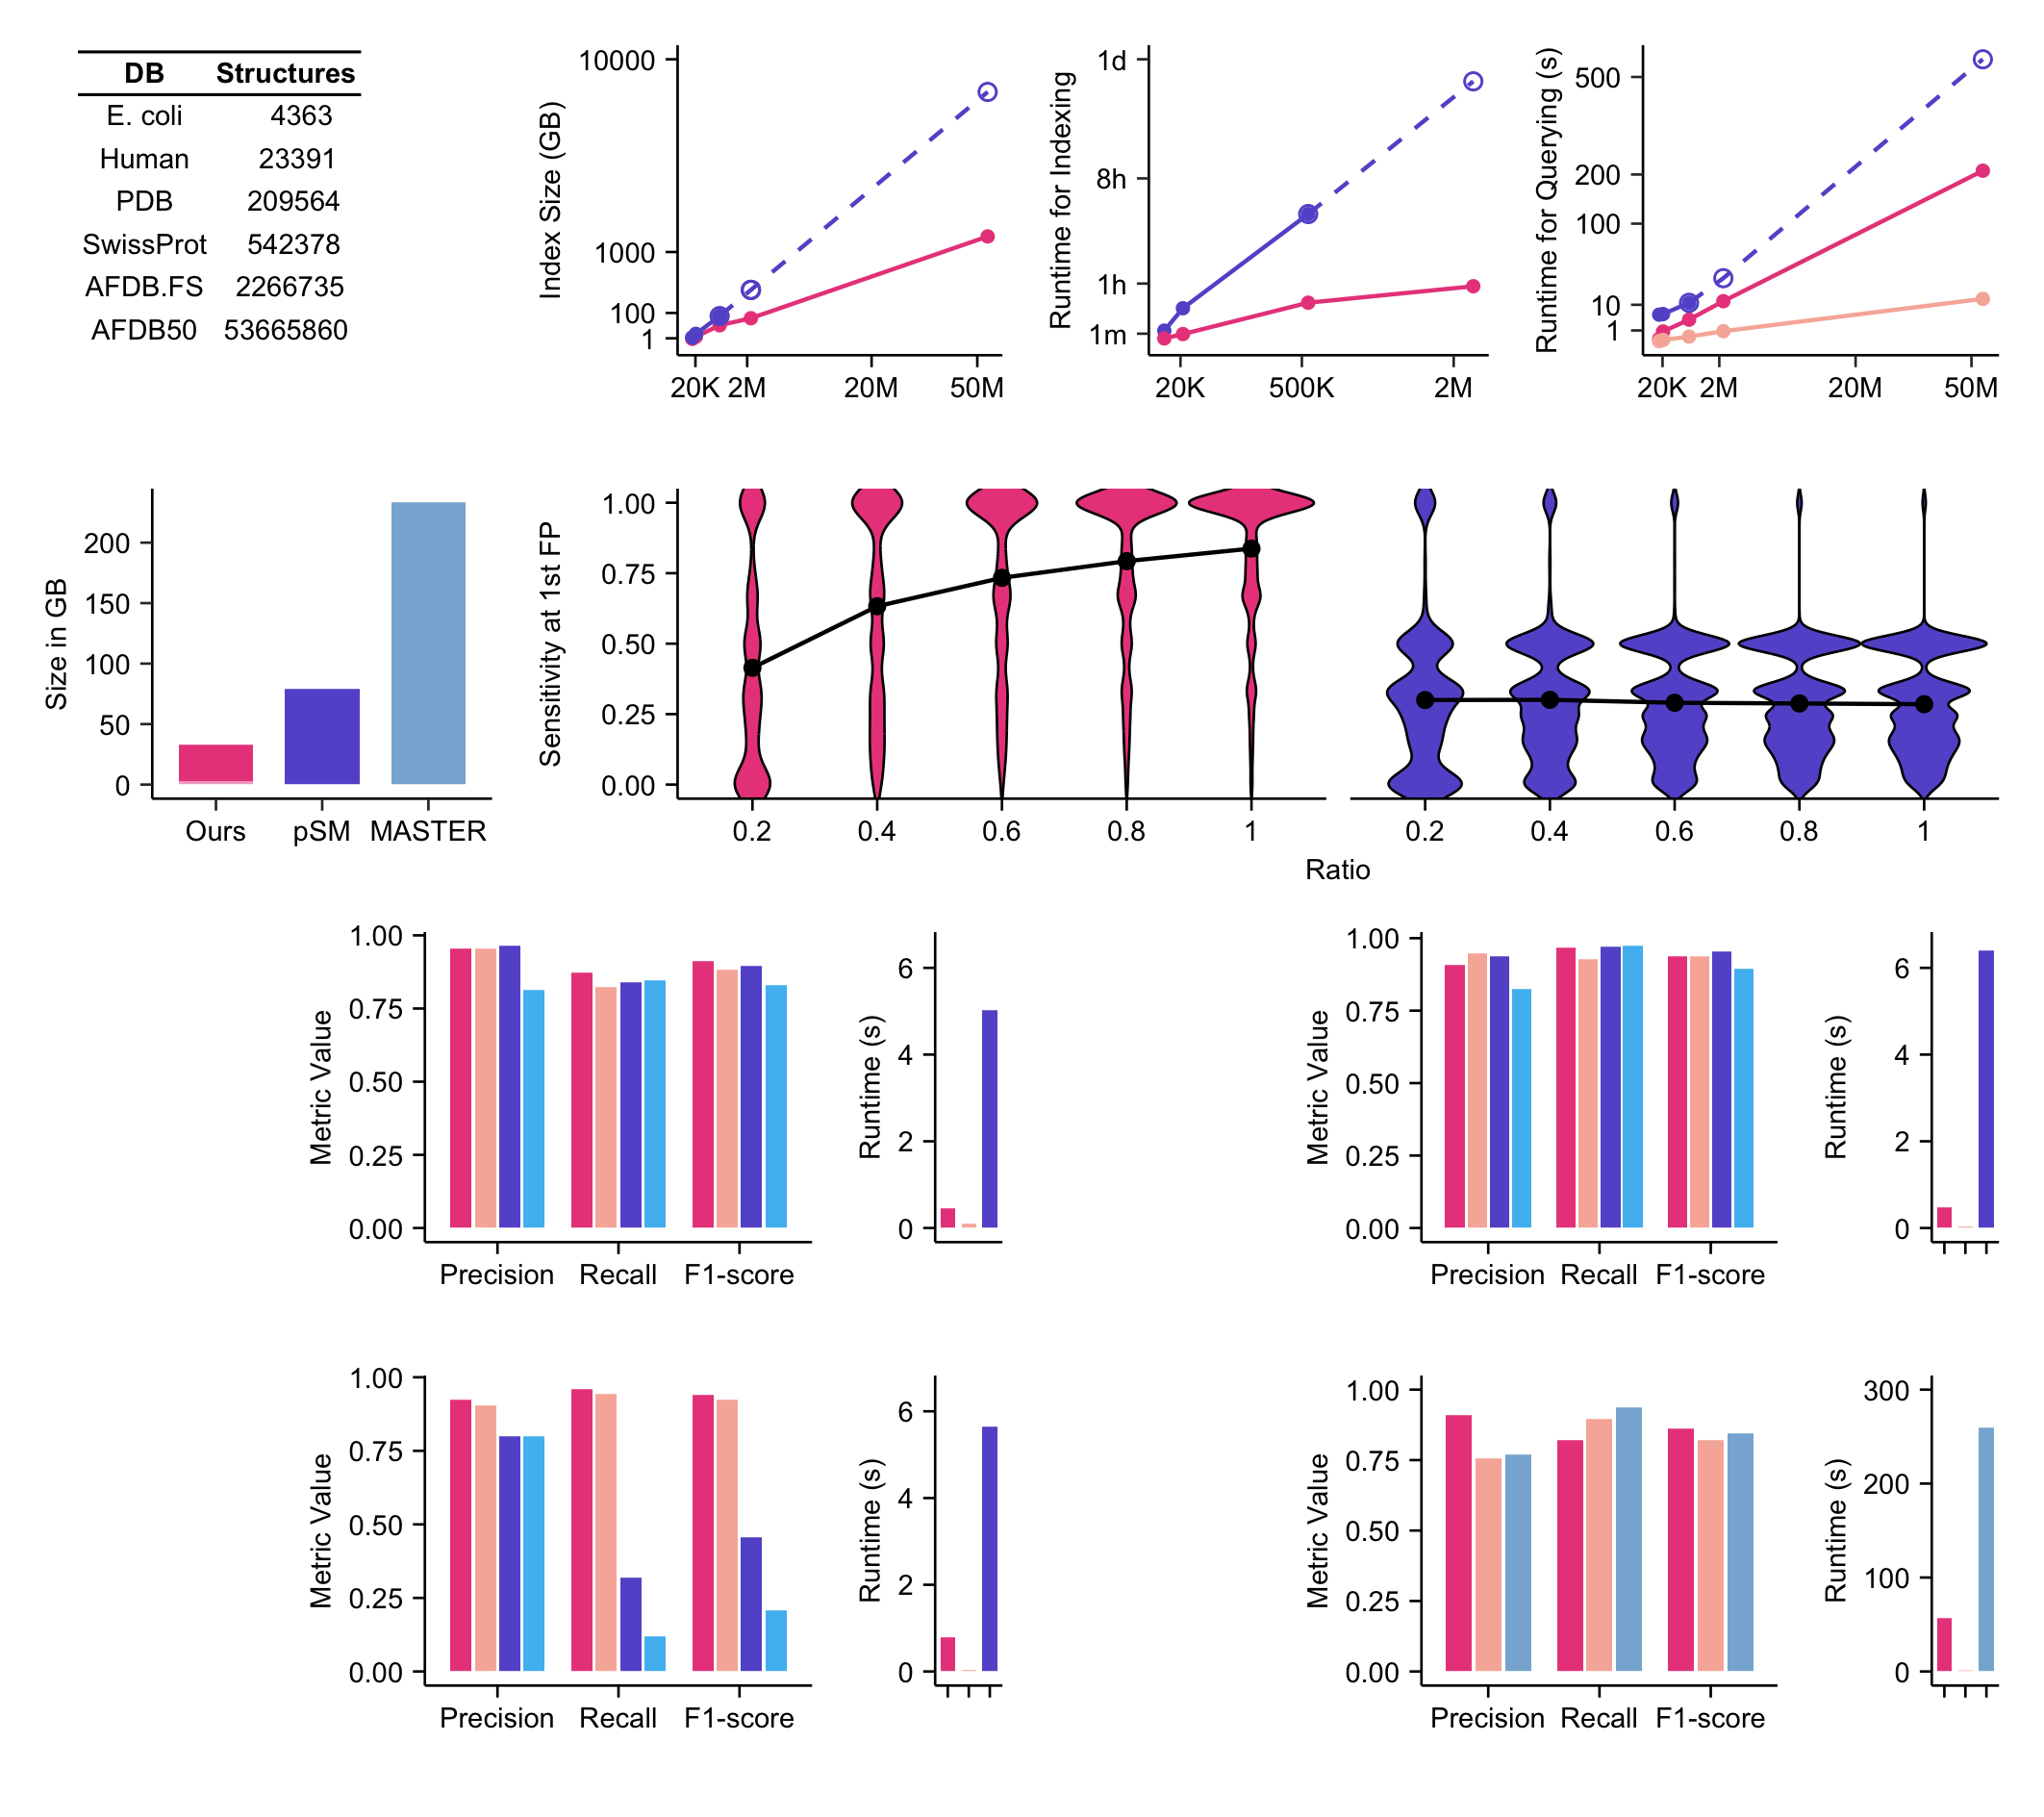 DB Structures
E. coli 4363
Human 23391
PDB 209564
SwissProt 542378
AFDB.FS 2266735
AFDB50 53665860
Index Size (GB)
10000
1000
100
1
20K 2M 20M 50M
Runtime for Indexing
1d
8h
1h
1m
20K 500K 2M
Runtime for Querying (s)
500
200
100
10
1
20K 2M 20M 50M
Size in GB
200
150
100
50
0
Ours pSM MASTER
Sensitivity at 1st FP
1.00
0.75
0.50
0.25
0.00
0.2 0.4 0.6 0.8 1
0.2 0.4 0.6 0.8 1
Ratio
Metric Value
1.00
0.75
0.50
0.25
0.00
Precision Recall F1-score
Runtime (s)
6
4
2
0
Metric Value
1.00
0.75
0.50
0.25
0.00
Precision Recall F1-score
Runtime (s)
6
4
2
0
Metric Value
1.00
0.75
0.50
0.25
0.00
Precision Recall F1-score
Runtime (s)
6
4
2
0
Metric Value
1.00
0.75
0.50
0.25
0.00
Precision Recall F1-score
Runtime (s)
300
200
100
0